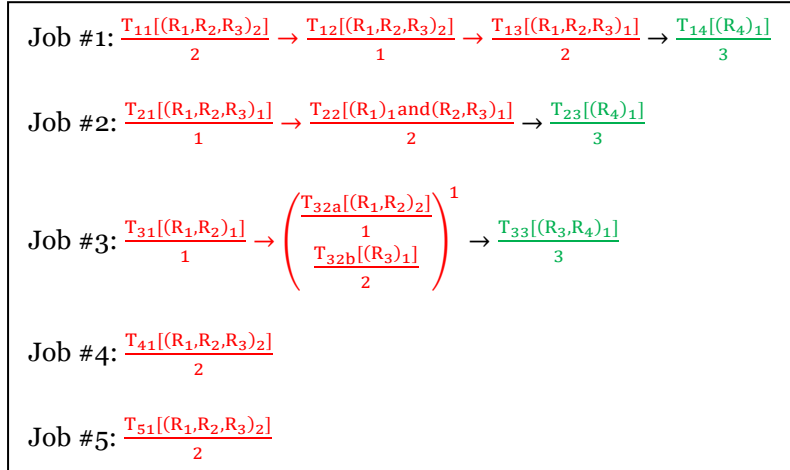 Job #1: T₁₁[(R₁,R₂,R₃)₂]/2 → T₁₂[(R₁,R₂,R₃)₂]/1 → T₁₃[(R₁,R₂,R₃)₁]/2 → T₁₄[(R₄)₁]/3
Job #2: T₂₁[(R₁,R₂,R₃)₁]/1 → T₂₂[(R₁)₁and(R₂,R₃)₁]/2 → T₂₃[(R₄)₁]/3
Job #3: T₃₁[(R₁,R₂)₁]/1 → (T₃₂ₐ[(R₁,R₂)₂]/1 T₃₂b[(R₃)₁]/2)¹ → T₃₃[(R₃,R₄)₁]/3
Job #4: T₄₁[(R₁,R₂,R₃)₂]/2
Job #5: T₅₁[(R₁,R₂,R₃)₂]/2